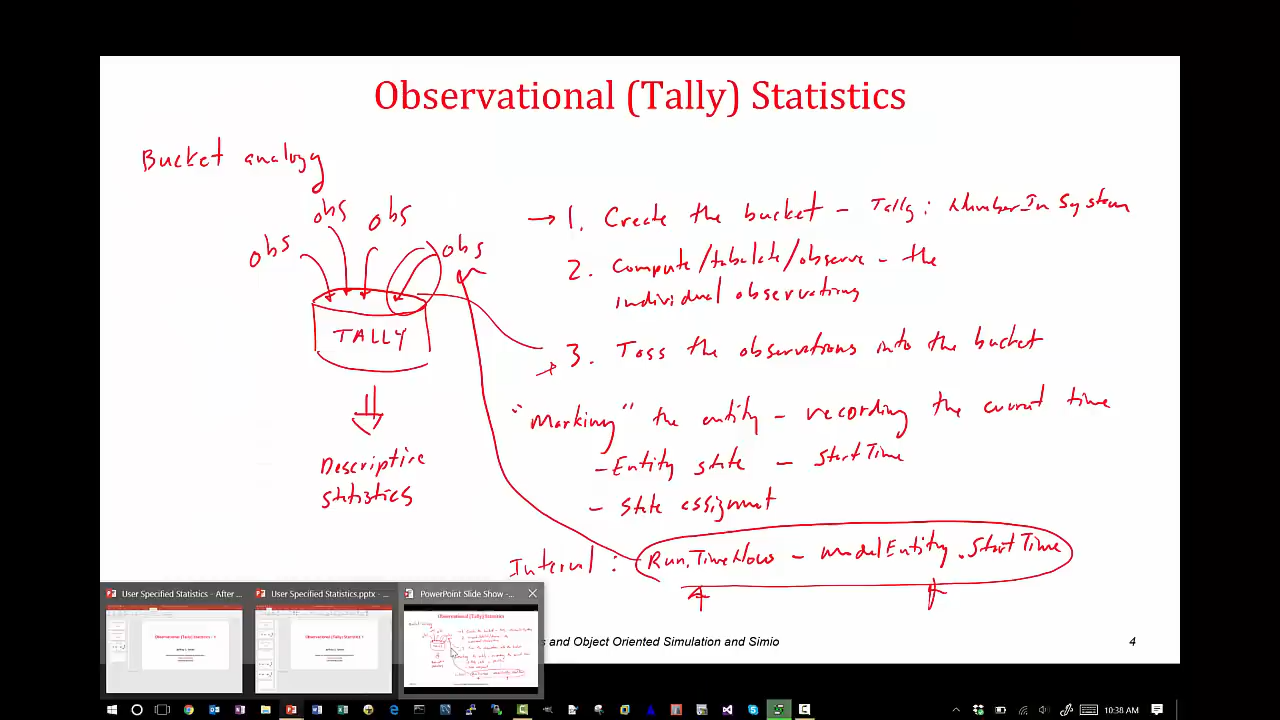 Observational (Tally) Statistics
Bucket analogy
obs
obs
obs
obs
TALLY
Descriptive
statistics
→ 1. Create the bucket - Tally: NumberInSystem
2. Compute/tabulate/observe - the
individual observations
3. Toss the observations into the bucket
"Marking" the entity - recording the current time
- Entity state - StartTime
- State assignment
Interval: Run.TimeNow - modelEntity.StartTime
User Specified Statistics - After ...
User Specified Statistics.pptx - ...
PowerPoint Slide Show - ...
s and Object Oriented Simulation and Simio
4
10:38 AM